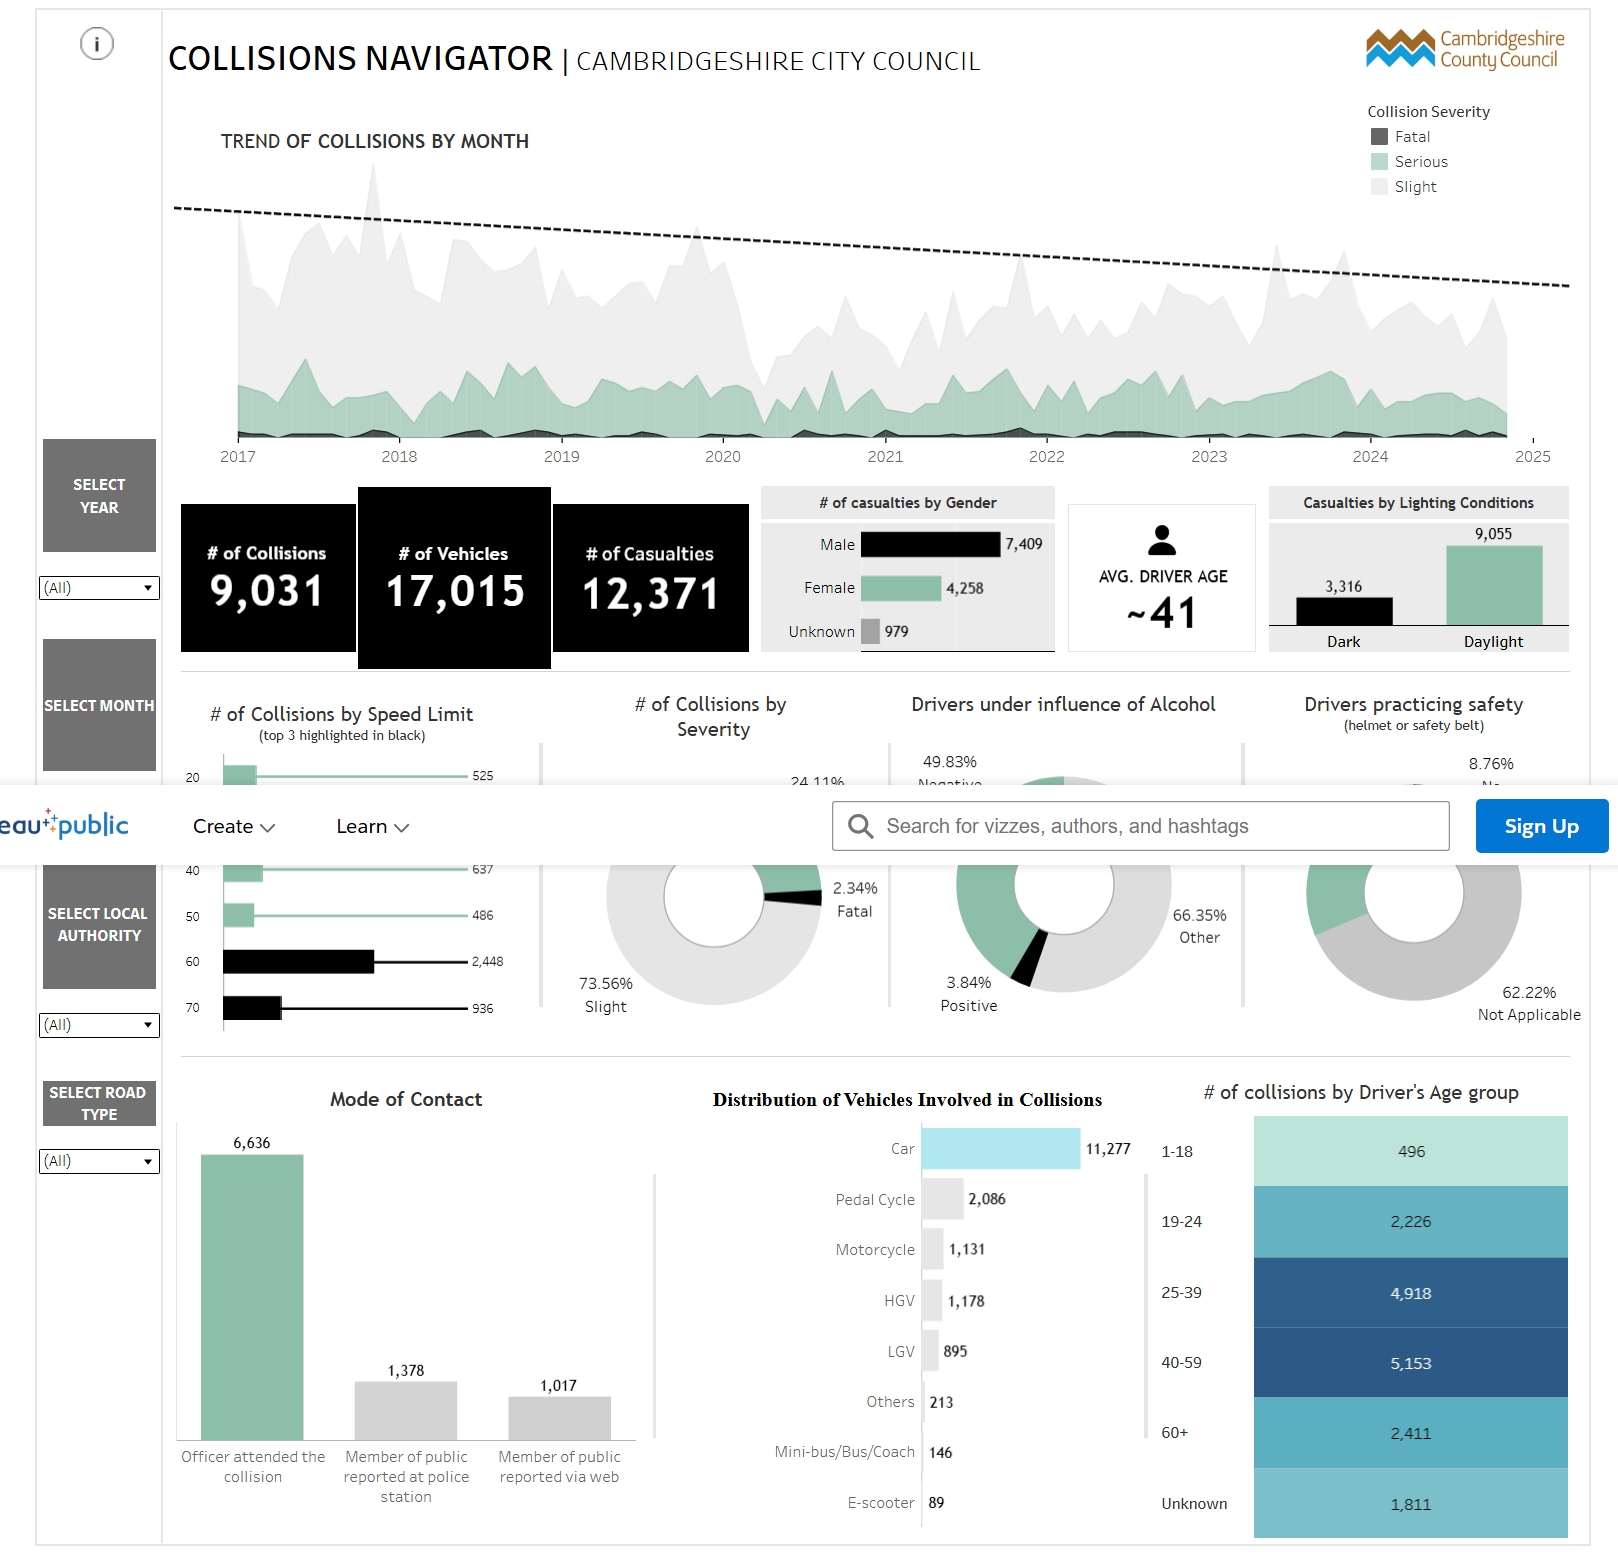 i
COLLISIONS NAVIGATOR | CAMBRIDGESHIRE CITY COUNCIL
Cambridgeshire
County Council
Collision Severity
Fatal
Serious
Slight
TREND OF COLLISIONS BY MONTH
2017 2018 2019 2020 2021 2022 2023 2024 2025
SELECT
YEAR
(All)
SELECT MONTH
# of Collisions
9,031
# of Vehicles
17,015
# of Casualties
12,371
# of casualties by Gender
Male 7,409
Female 4,258
Unknown 979
AVG. DRIVER AGE
~41
Casualties by Lighting Conditions
3,316
9,055
Dark Daylight
# of Collisions by Speed Limit
(top 3 highlighted in black)
20 525
# of Collisions by
Severity
24.11%
Drivers under influence of Alcohol
49.83%
Negative
Drivers practicing safety
(helmet or safety belt)
8.76%
No
eau public
Create
Learn
Search for vizzes, authors, and hashtags
Sign Up
SELECT LOCAL
AUTHORITY
(All)
40 637
50 486
60 2,448
70 936
2.34%
Fatal
73.56%
Slight
66.35%
Other
3.84%
Positive
62.22%
Not Applicable
SELECT ROAD
TYPE
(All)
Mode of Contact
6,636
1,378
1,017
Officer attended the
collision
Member of public
reported at police
station
Member of public
reported via web
Distribution of Vehicles Involved in Collisions
Car 11,277
Pedal Cycle 2,086
Motorcycle 1,131
HGV 1,178
LGV 895
Others 213
Mini-bus/Bus/Coach 146
E-scooter 89
# of collisions by Driver's Age group
1-18 496
19-24 2,226
25-39 4,918
40-59 5,153
60+ 2,411
Unknown 1,811